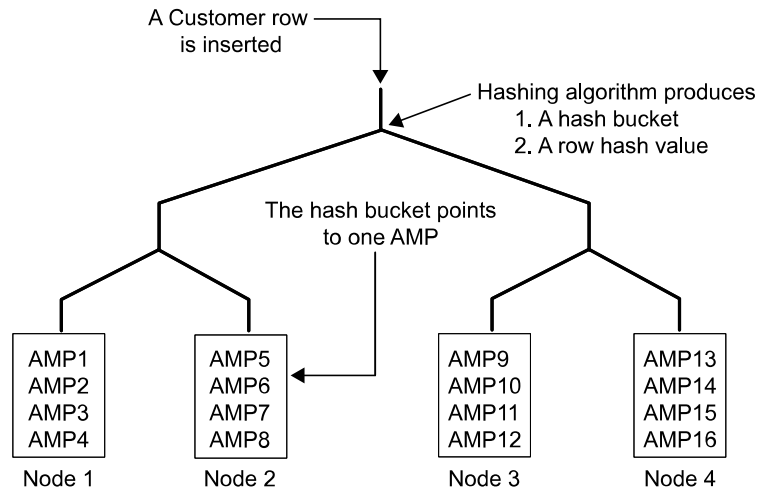 A Customer row
is inserted
Hashing algorithm produces
1. A hash bucket
2. A row hash value
The hash bucket points
to one AMP
AMP1
AMP2
AMP3
AMP4
Node 1
AMP5
AMP6
AMP7
AMP8
Node 2
AMP9
AMP10
AMP11
AMP12
Node 3
AMP13
AMP14
AMP15
AMP16
Node 4